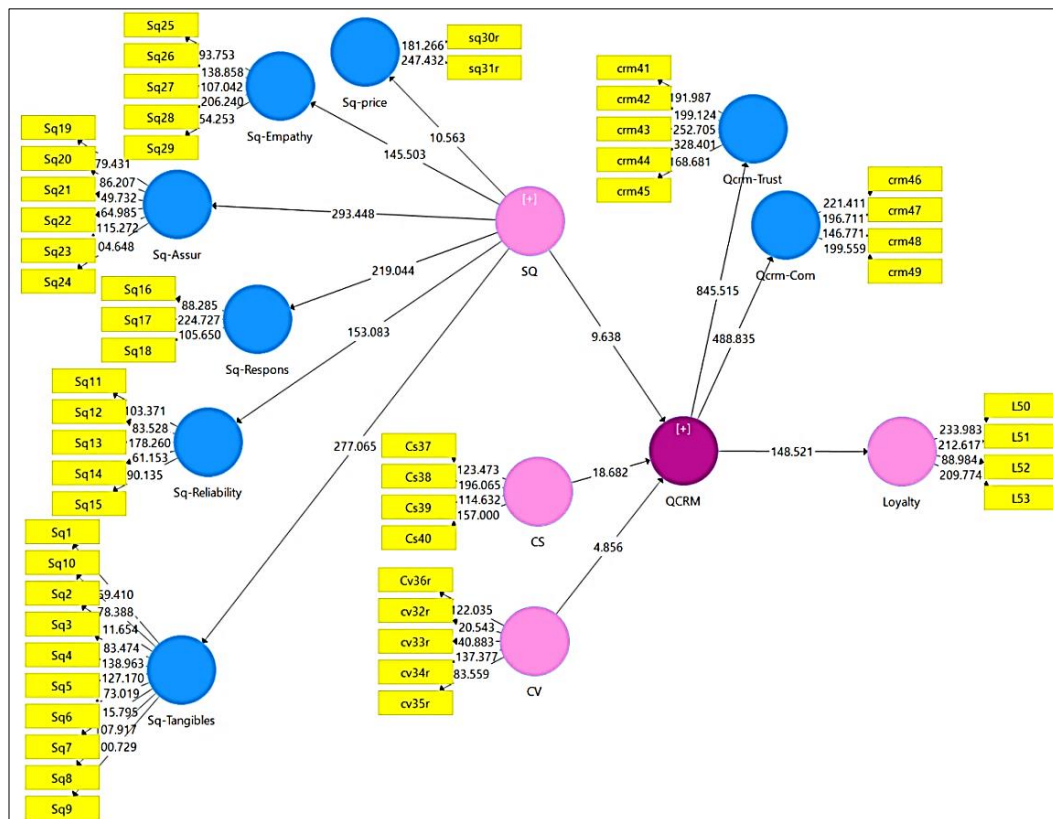 Sq25
Sq26
Sq27
Sq28
Sq29
93.753
138.858
107.042
206.240
54.253
Sq-Empathy
181.266
247.432
sq30r
sq31r
Sq-price
10.563
145.503
Sq19
Sq20
Sq21
Sq22
Sq23
Sq24
79.431
86.207
49.732
64.985
115.272
04.648
Sq-Assur
293.448
[+]
SQ
crm41
crm42
crm43
crm44
crm45
191.987
199.124
252.705
328.401
168.681
Qcrm-Trust
221.411
196.711
146.771
199.559
crm46
crm47
crm48
crm49
Qcrm-Com
845.515
488.835
Sq16
Sq17
Sq18
88.285
224.727
105.650
Sq-Respons
219.044
153.083
277.065
9.638
Sq11
Sq12
Sq13
Sq14
Sq15
103.371
83.528
178.260
61.153
90.135
Sq-Reliability
Cs37
Cs38
Cs39
Cs40
123.473
196.065
114.632
157.000
CS
18.682
[+]
QCRM
148.521
Loyalty
233.983
212.617
88.984
209.774
L50
L51
L52
L53
4.856
Cv36r
cv32r
cv33r
cv34r
cv35r
122.035
20.543
40.883
137.377
83.559
CV
Sq1
Sq10
Sq2
Sq3
Sq4
Sq5
Sq6
Sq7
Sq8
Sq9
59.410
78.388
11.654
83.474
138.963
127.170
73.019
15.795
107.917
00.729
Sq-Tangibles